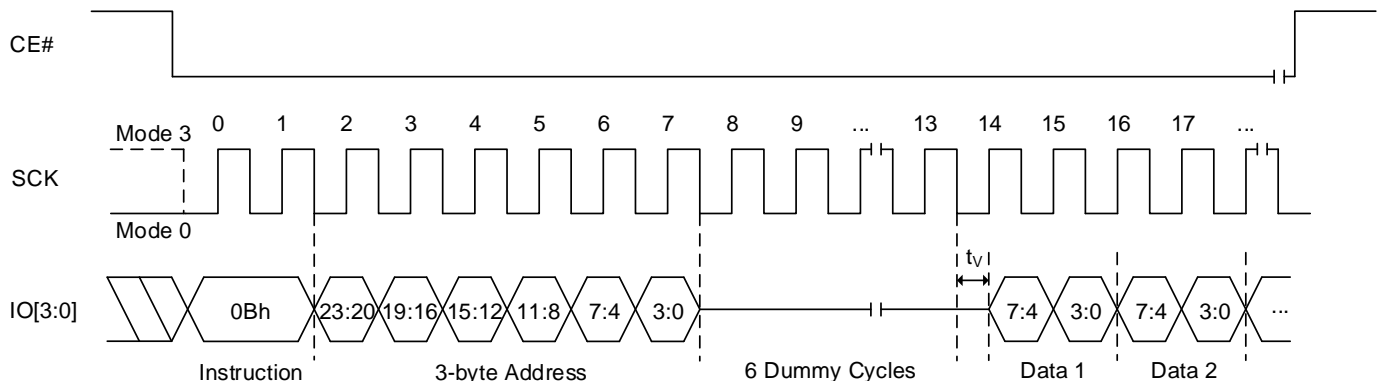 CE#
Mode 3
0 1 2 3 4 5 6 7 8 9 ... 13 14 15 16 17 ...
SCK
Mode 0
tV
IO[3:0]
0Bh 23:20 19:16 15:12 11:8 7:4 3:0 7:4 3:0 7:4 3:0 ...
Instruction 3-byte Address 6 Dummy Cycles Data 1 Data 2